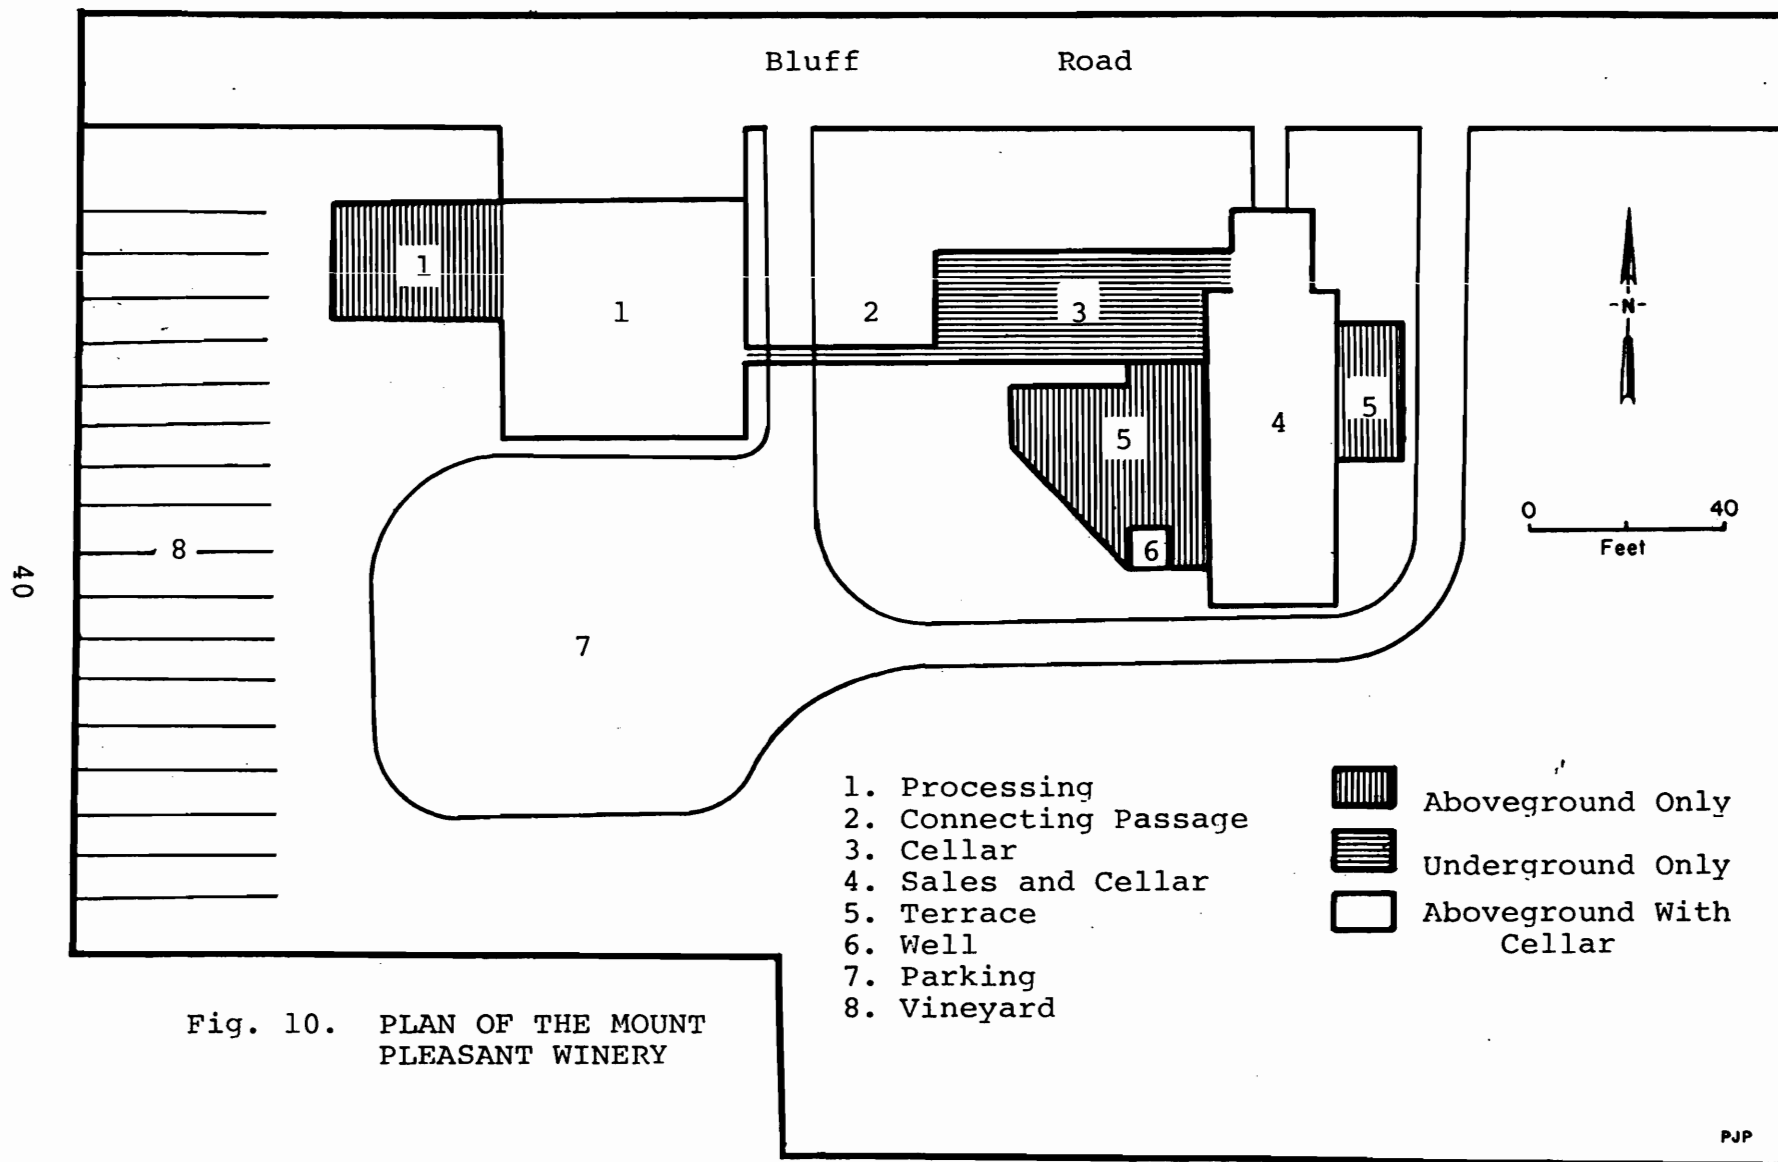 Bluff Road
1
1
2
3
4
5
5
6
7
8
-N-
0 40
Feet
1. Processing
2. Connecting Passage
3. Cellar
4. Sales and Cellar
5. Terrace
6. Well
7. Parking
8. Vineyard
Aboveground Only
Underground Only
Aboveground With
Cellar
Fig. 10. PLAN OF THE MOUNT
PLEASANT WINERY
PJP
40